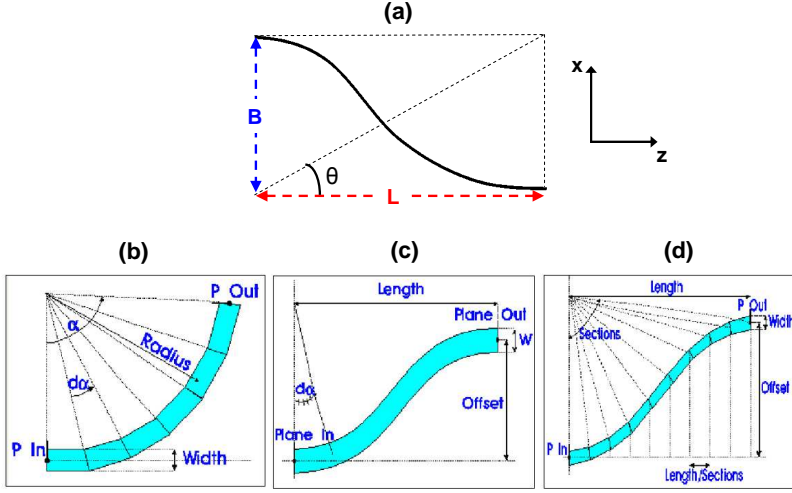 (a)
B
θ
L
x
z
(b)
P Out
α
Radius
dα
P In
Width
(c)
Length
Plane Out
W
dα
Offset
Plane In
(d)
Length
P Out
Width
Sections
Offset
P In
Length/Sections